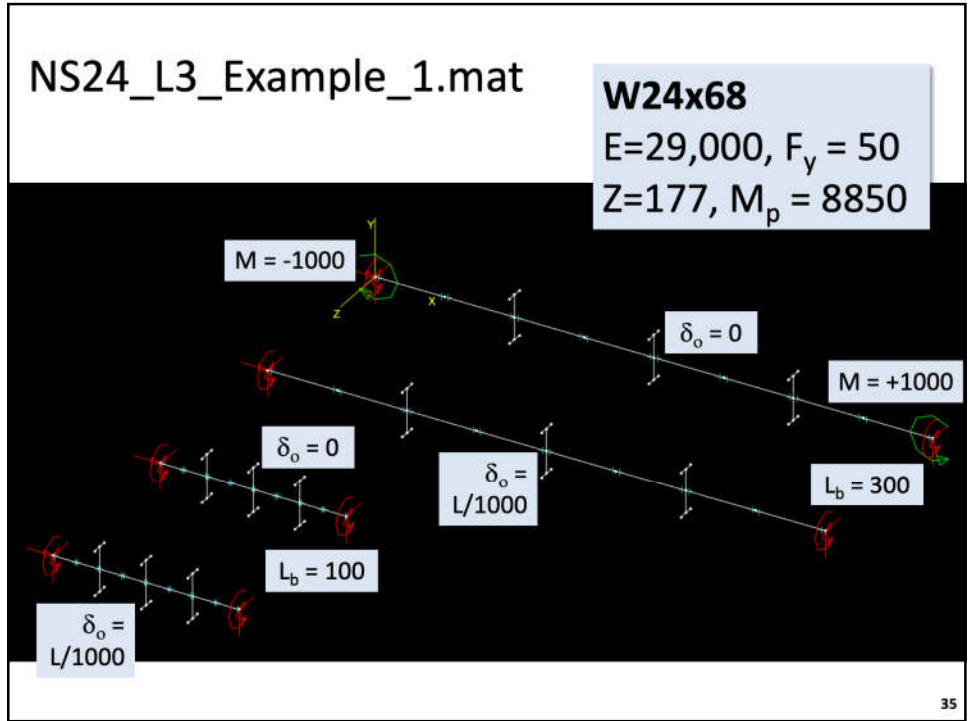 NS24_L3_Example_1.mat
W24x68
E=29,000, Fy = 50
Z=177, Mp = 8850
Y
M = -1000
X
Z
δo = 0
M = +1000
δo = 0
δo =
L/1000
Lb = 300
Lb = 100
δo =
L/1000
35